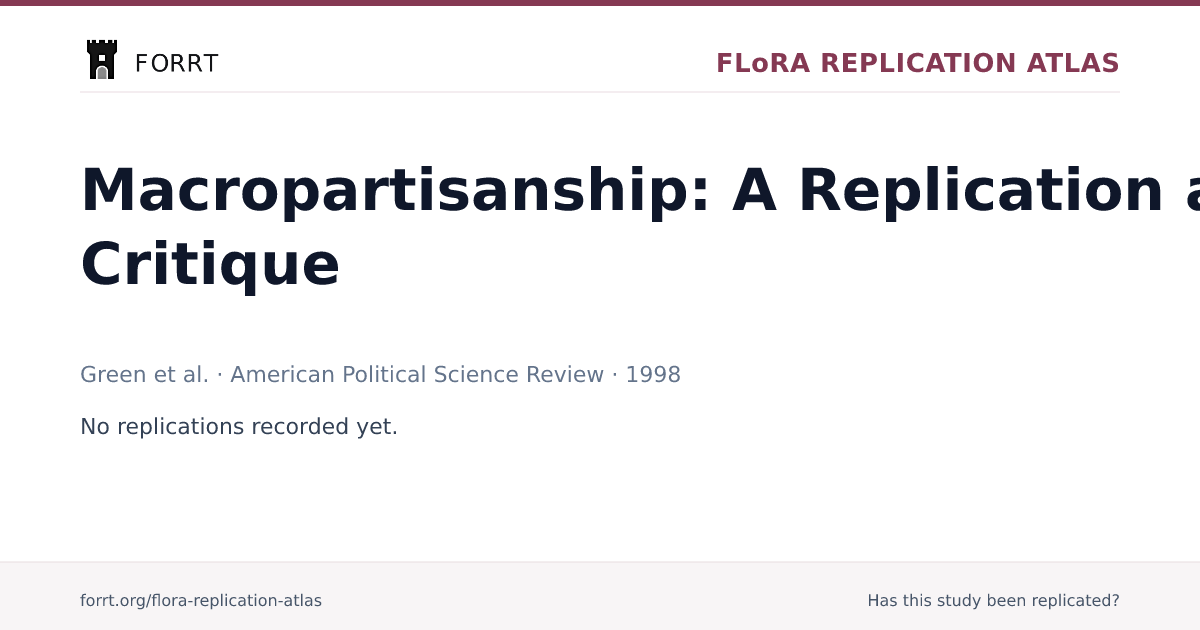 FORRT
FLoRA REPLICATION ATLAS
Macropartisanship: A Replication
Critique
Green et al. · American Political Science Review · 1998
No replications recorded yet.
forrt.org/flora-replication-atlas
Has this study been replicated?